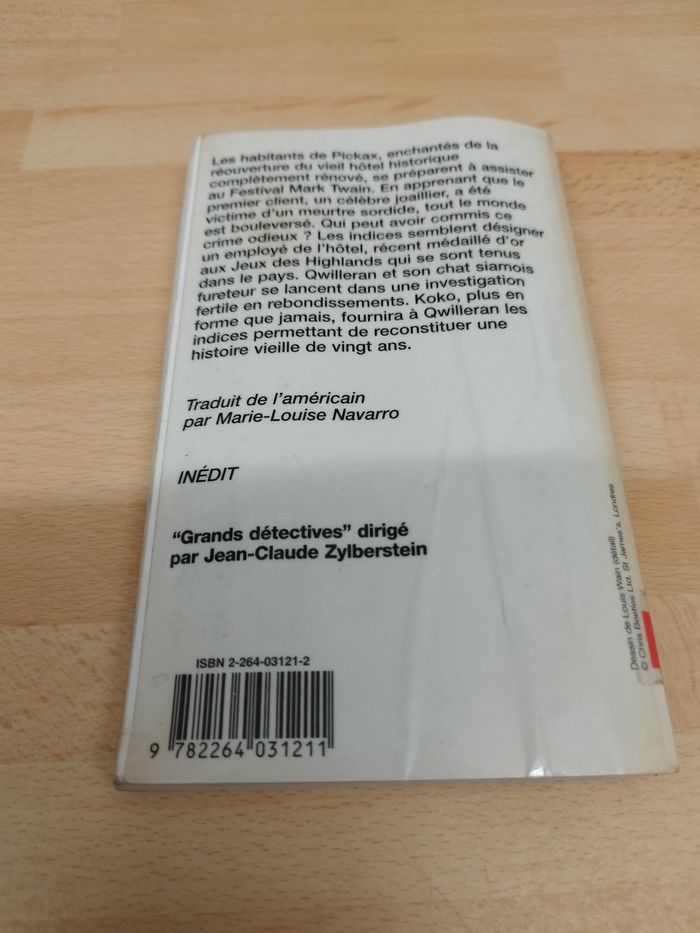 Les habitants de Pickax, enchantés de la
réouverture du vieil hôtel historique
complètement rénové, se préparent à assister
au Festival Mark Twain. En apprenant que le
premier client, un célèbre joaillier, a été
victime d'un meurtre sordide, tout le monde
est bouleversé. Qui peut avoir commis ce
crime odieux ? Les indices semblent désigner
un employé de l'hôtel, récent médaillé d'or
aux Jeux des Highlands qui se sont tenus
dans le pays. Qwilleran et son chat siamois
fureteur se lancent dans une investigation
fertile en rebondissements. Koko, plus en
forme que jamais, fournira à Qwilleran les
indices permettant de reconstituer une
histoire vieille de vingt ans.
Traduit de l'américain
par Marie-Louise Navarro
INÉDIT
"Grands détectives" dirigé
par Jean-Claude Zylberstein
Dessin de Louis Wain (détail)
© Chris Beetles Ltd. St James's. Londres
ISBN 2-264-03121-2
9 782264 031211